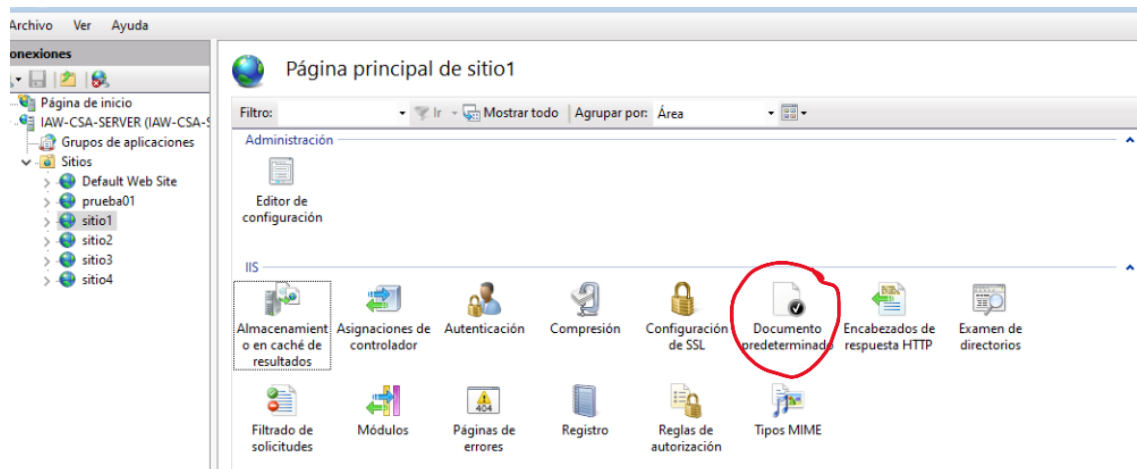 Archivo Ver Ayuda
onexiones
Página de inicio
IAW-CSA-SERVER (IAW-CSA-S
Grupos de aplicaciones
Sitios
Default Web Site
prueba01
sitio1
sitio2
sitio3
sitio4
Página principal de sitio1
Filtro: Ir Mostrar todo Agrupar por: Área
Administración
Editor de
configuración
IIS
Almacenamient
o en caché de
resultados
Asignaciones de
controlador
Autenticación
Compresión
Configuración
de SSL
Documento
predeterminado
Encabezados de
respuesta HTTP
Examen de
directorios
Filtrado de
solicitudes
Módulos
404
Páginas de
errores
Registro
Reglas de
autorización
Tipos MIME